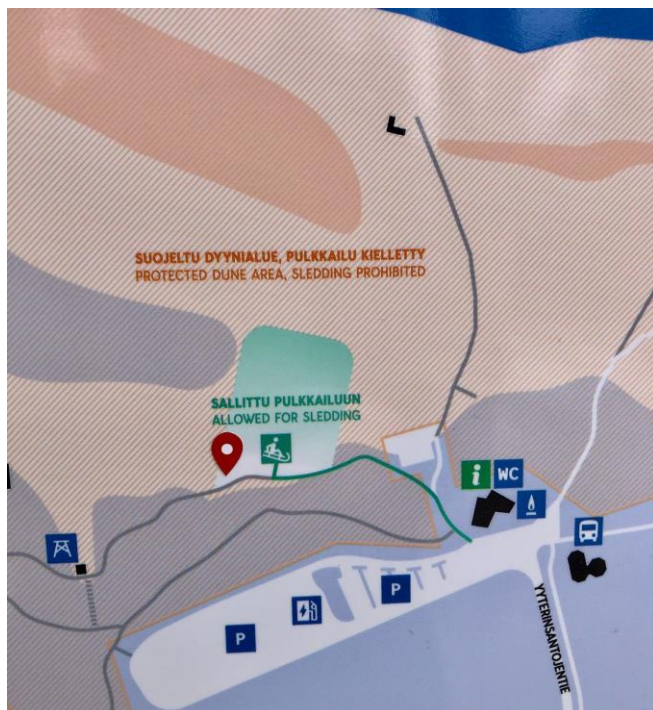 SUOJELTU DYYNIALUE, PULKKAILU KIELLETTY
PROTECTED DUNE AREA, SLEDDING PROHIBITED
SALLITTU PULKKAILUUN
ALLOWED FOR SLEDDING
i WC
P
P
YYTERINSANTOJENTIE